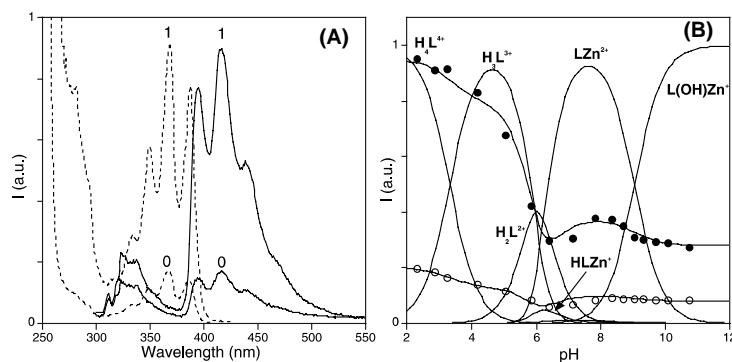 (A)
1
1
0
0
1
0
I (a.u.)
250 300 350 400 450 500 550
Wavelength (nm)
(B)
H4L4+
H3L3+
LZn2+
L(OH)Zn+
H2L2+
HLZn+
1
0
I (a.u.)
2 4 6 8 10 12
pH